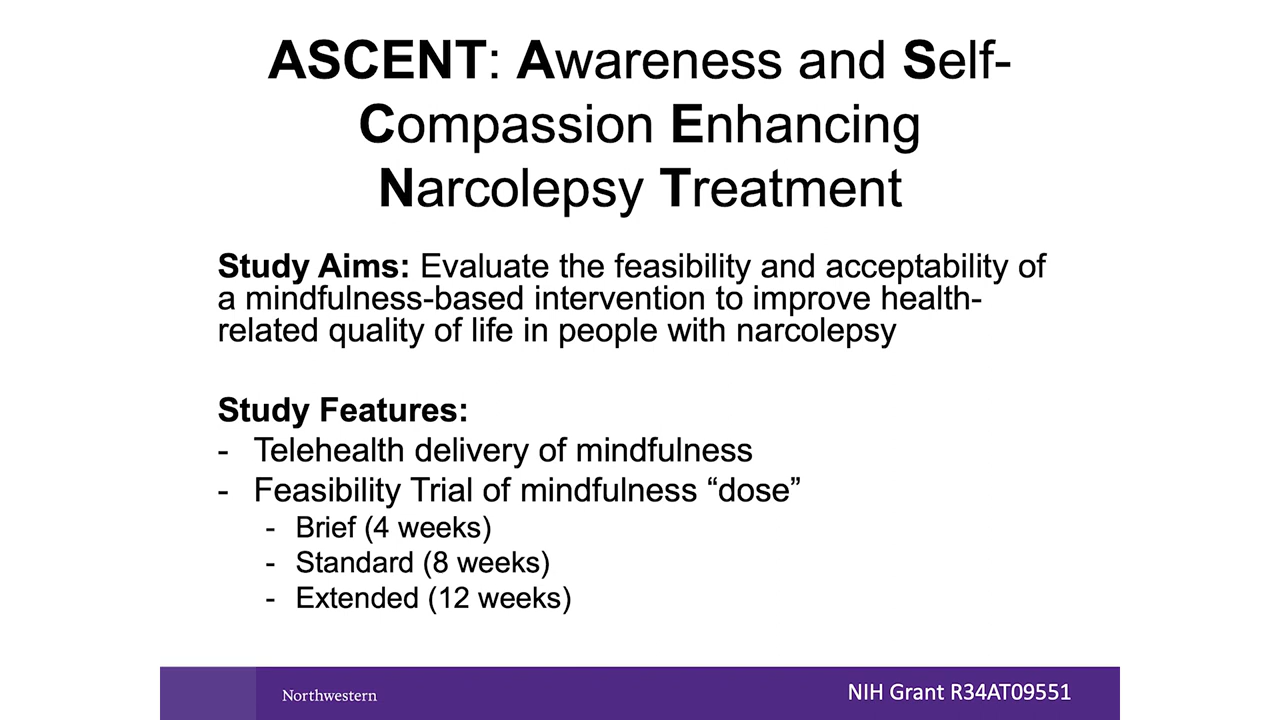 ASCENT: Awareness and Self-
Compassion Enhancing
Narcolepsy Treatment
Study Aims: Evaluate the feasibility and acceptability of
a mindfulness-based intervention to improve health-
related quality of life in people with narcolepsy
Study Features:
- Telehealth delivery of mindfulness
- Feasibility Trial of mindfulness “dose”
- Brief (4 weeks)
- Standard (8 weeks)
- Extended (12 weeks)
Northwestern
NIH Grant R34AT09551